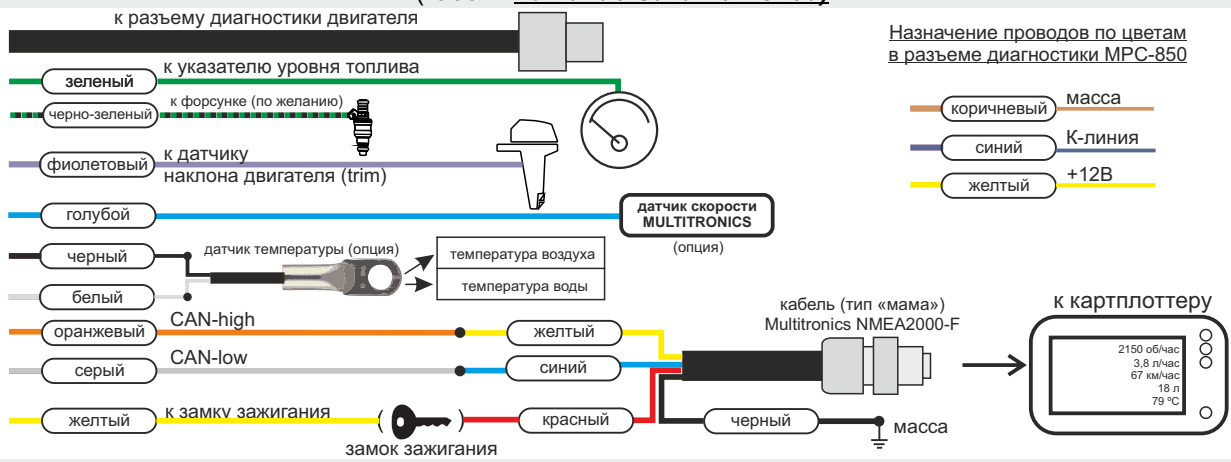 к разъему диагностики двигателя
зеленый
к указателю уровня топлива
черно-зеленый
к форсунке (по желанию)
фиолетовый
к датчику
наклона двигателя (trim)
голубой
датчик скорости
MULTITRONICS
(опция)
черный
датчик температуры (опция)
белый
температура воздуха
температура воды
оранжевый
CAN-high
желтый
серый
CAN-low
синий
желтый
к замку зажигания
замок зажигания
красный
черный
масса
кабель (тип «мама»)
Multitronics NMEA2000-F
к картплоттеру
2150 об/час
3,8 л/час
67 км/час
18 л
79 ºС
Назначение проводов по цветам
в разъеме диагностики МРС-850
коричневый
масса
синий
К-линия
желтый
+12В